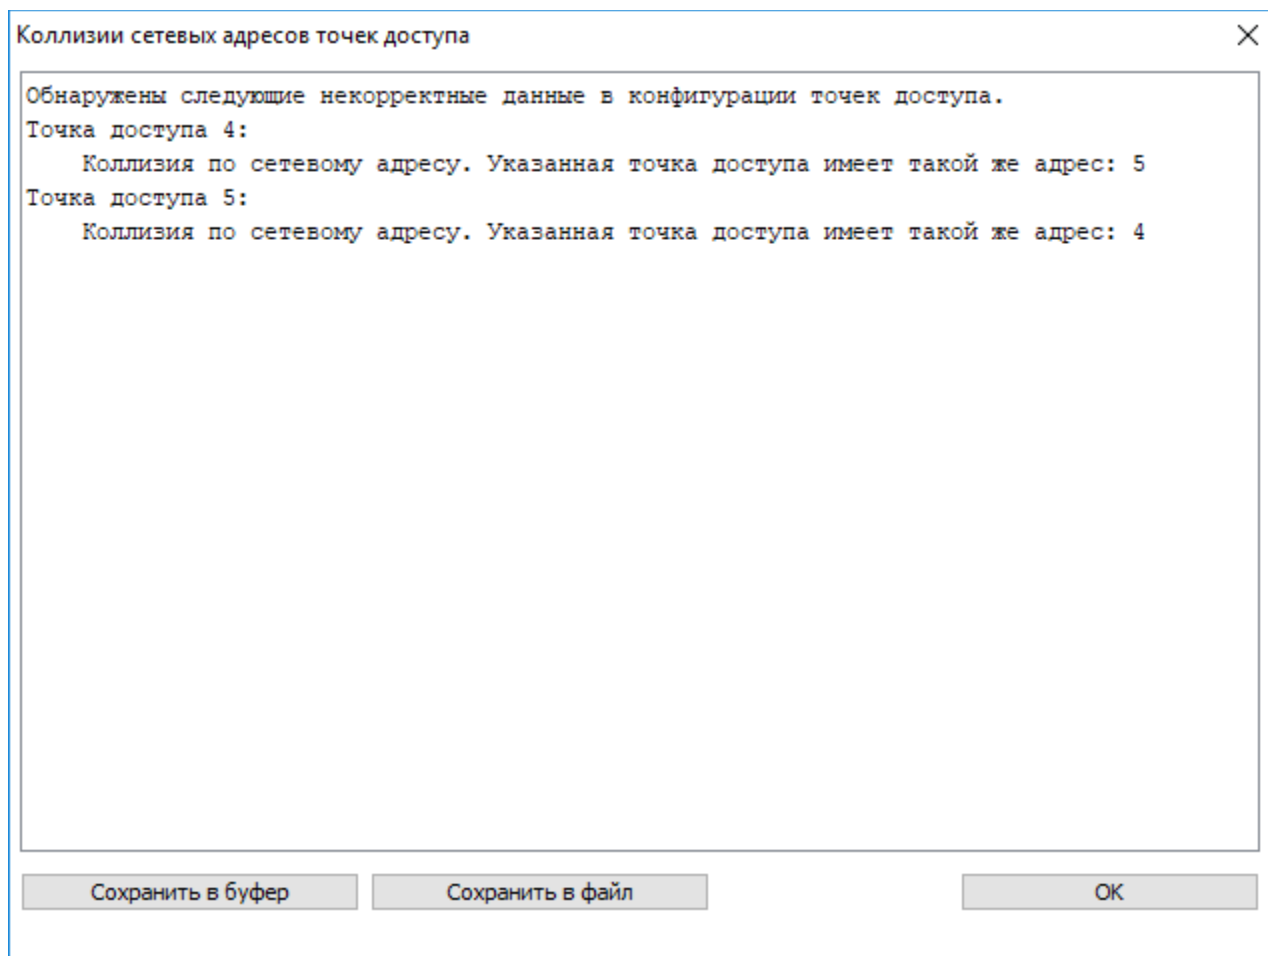 Коллизии сетевых адресов точек доступа
Обнаружены следующие некорректные данные в конфигурации точек доступа.
Точка доступа 4:
Коллизия по сетевому адресу. Указанная точка доступа имеет такой же адрес: 5
Точка доступа 5:
Коллизия по сетевому адресу. Указанная точка доступа имеет такой же адрес: 4
Сохранить в буфер
Сохранить в файл
ОК